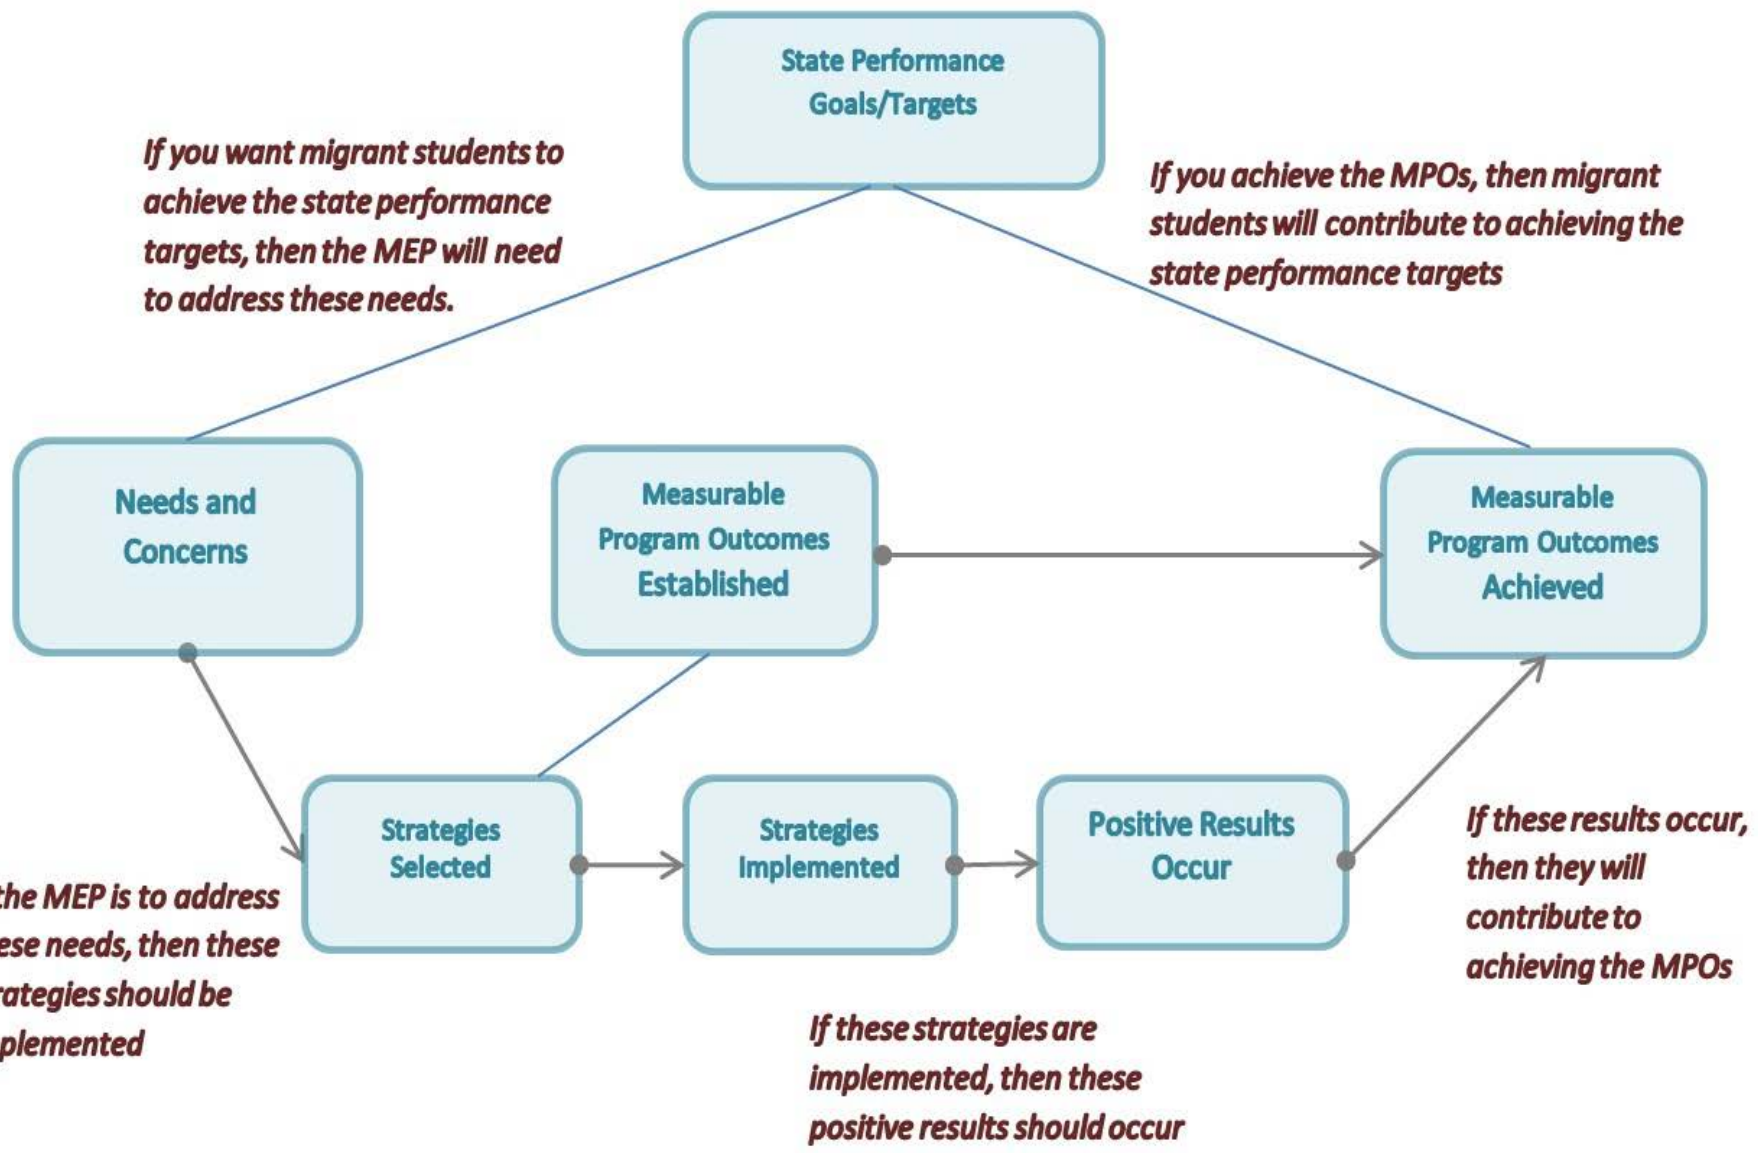 State Performance
Goals/Targets
If you want migrant students to
achieve the state performance
targets, then the MEP will need
to address these needs.
If you achieve the MPOs, then migrant
students will contribute to achieving the
state performance targets
Needs and
Concerns
Measurable
Program Outcomes
Established
Measurable
Program Outcomes
Achieved
Strategies
Selected
Strategies
Implemented
Positive Results
Occur
the MEP is to address
ese needs, then these
rategies should be
plemented
If these strategies are
implemented, then these
positive results should occur
If these results occur,
then they will
contribute to
achieving the MPOs